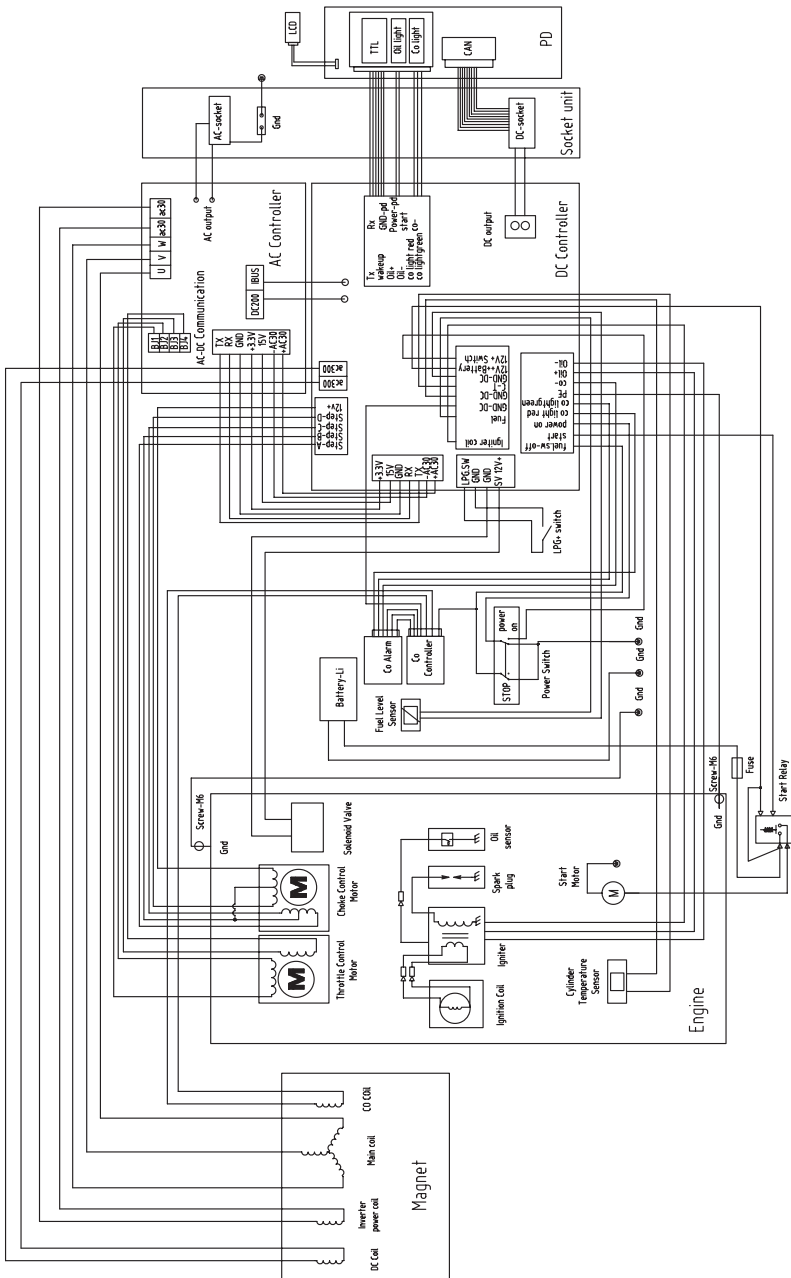 LCD
TTL
Oil light
Co light
CAN
PD
AC-socket
Gnd
DC-socket
Socket unit
U
V
W
ac30
ac30
AC output
AC Controller
BJ1
BJ2
BJ3
BJ4
AC-DC Communication
DC200
IBUS
TX
RX
GND
+3.3V
15V
-AC30
+AC30
ac300
ac300
Rx
GND-pd
Power-pd
start
co-
Tx
wakeup
Oil+
Oil-
co light red
co lightgreen
DC output
DC Controller
12v+
Step-D
Step-C
Step-B
Step-A
+3.3V
15V
GND
RX
TX
-AC30
+AC30
12V+Switch
12V++Battery
GND-DC
C-T
GND-DC
GND-DC
Fuel
igniter coil
LPG.SW
GND
GND
SV 12V+
Oil-
Oil+
co-
PE
co lightgreen
co light red
power on
start
fuel.sw-off
LPG+ switch
Co Alarm
Co
Controller
power
on
STOP
Power Switch
Battery-Li
Fuel Level
Sensor
Gnd
Gnd
Gnd
Screw-M6
Gnd
Solenoid Valve
Choke Control
Motor
M
Throttle Control
Motor
M
Oil
sensor
Spark
plug
Igniter
Ignition Coil
Start
Motor
M
Cylinder
Temperature
Sensor
Engine
Screw-M6
Gnd
Fuse
Start Relay
CO COil
Main coil
Inverter
power coil
DC Coil
Magnet